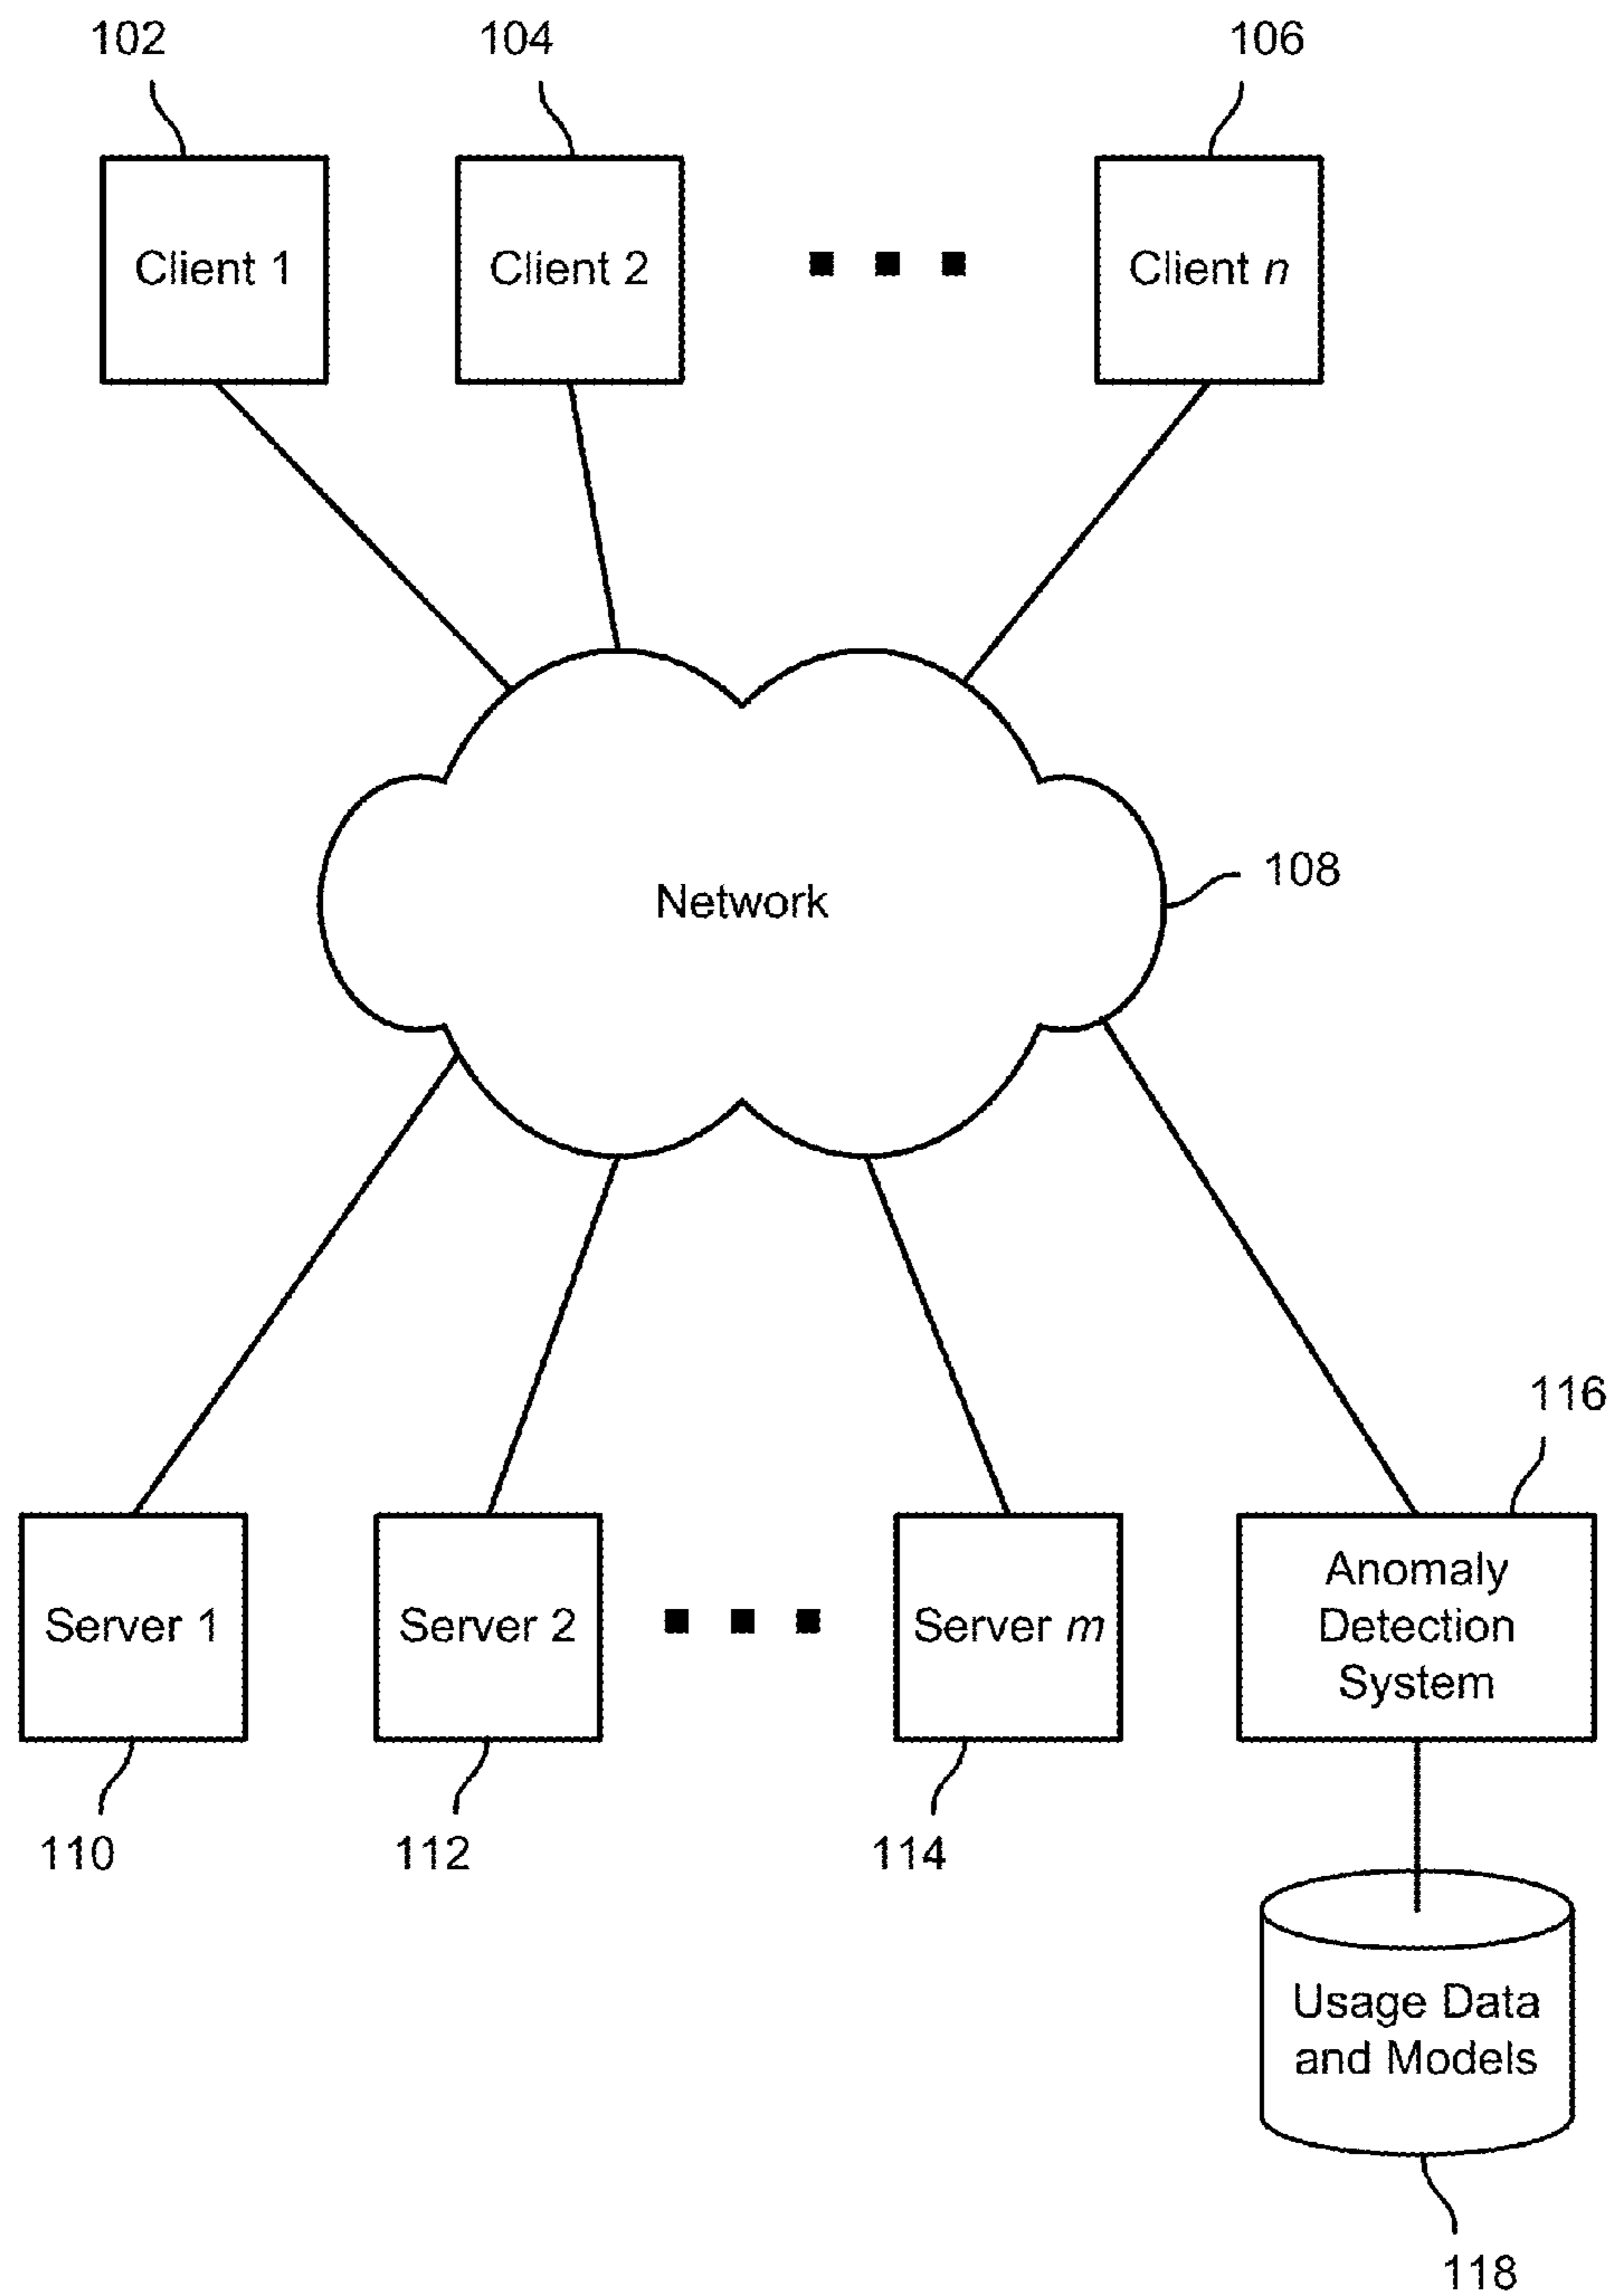 102
104
106
Client 1
Client 2
Client n
Network
108
116
Server 1
Server 2
Server m
Anomaly
Detection
System
110
112
114
Usage Data
and Models
118